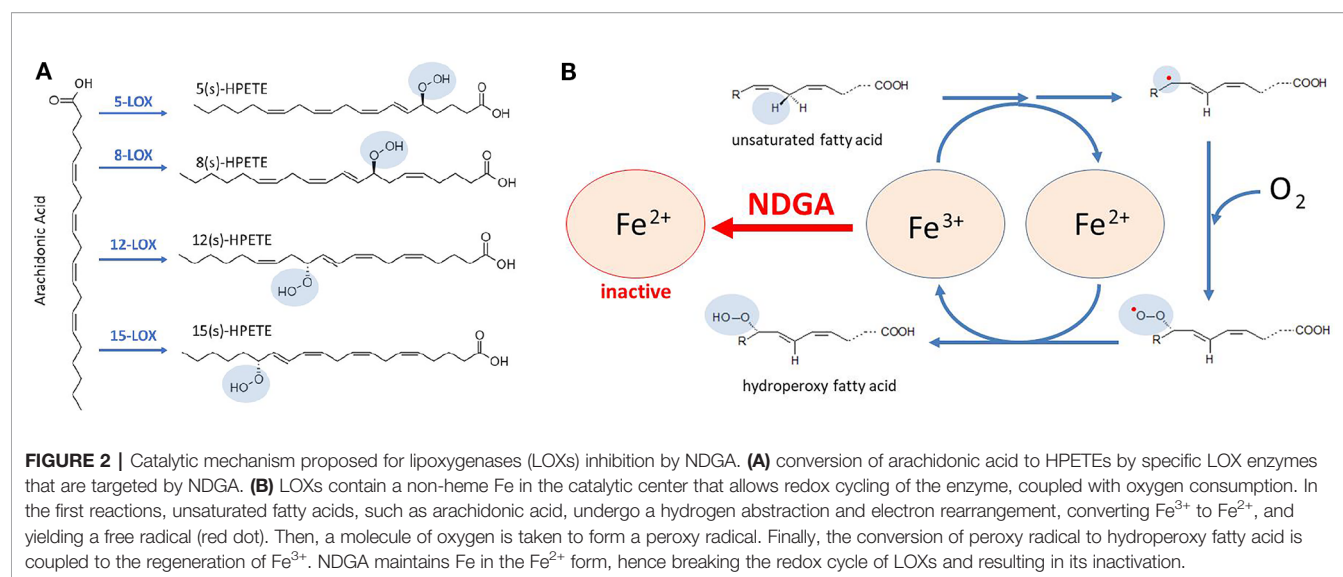 A
OH
O
Arachidonic Acid
5-LOX
5(s)-HPETE
O OH
O
OH
8-LOX
8(s)-HPETE
O OH
O
OH
12-LOX
12(s)-HPETE
HO O
O
OH
15-LOX
15(s)-HPETE
HO O
O
OH
B
R
H H
COOH
unsaturated fatty acid
R
H
COOH
Fe2+
inactive
NDGA
Fe3+
Fe2+
O2
HO-O
R
H
COOH
hydroperoxy fatty acid
O-O
R
H
COOH
FIGURE 2 | Catalytic mechanism proposed for lipoxygenases (LOXs) inhibition by NDGA. (A) conversion of arachidonic acid to HPETEs by specific LOX enzymes
that are targeted by NDGA. (B) LOXs contain a non-heme Fe in the catalytic center that allows redox cycling of the enzyme, coupled with oxygen consumption. In
the first reactions, unsaturated fatty acids, such as arachidonic acid, undergo a hydrogen abstraction and electron rearrangement, converting Fe3+ to Fe2+, and
yielding a free radical (red dot). Then, a molecule of oxygen is taken to form a peroxy radical. Finally, the conversion of peroxy radical to hydroperoxy fatty acid is
coupled to the regeneration of Fe3+. NDGA maintains Fe in the Fe2+ form, hence breaking the redox cycle of LOXs and resulting in its inactivation.